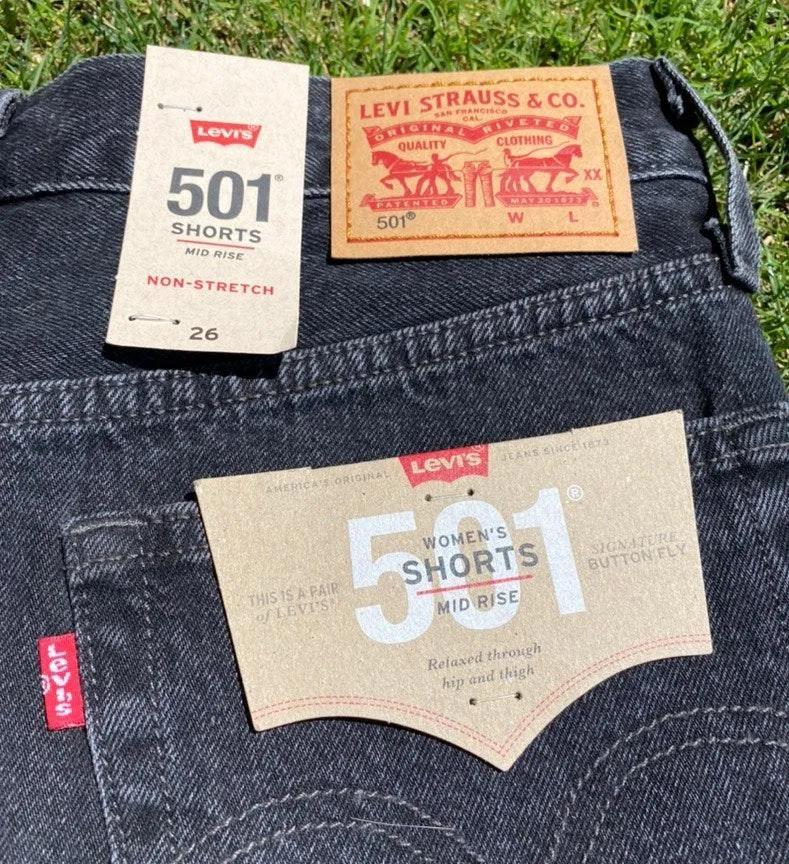 Levi's®
501®
SHORTS
MID RISE
NON-STRETCH
26
LEVI STRAUSS & CO.
SAN FRANCISCO
CAL.
ORIGINAL RIVETED
QUALITY CLOTHING
XX
PATENTED MAY 20 1873
®
501® W L
AMERICA'S ORIGINAL Levi's® JEANS SINCE 1873
501®
WOMEN'S
SHORTS
MID RISE
THIS IS A PAIR
of LEVI'S®
SIGNATURE
BUTTON FLY
Relaxed through
hip and thigh
Levi's
®